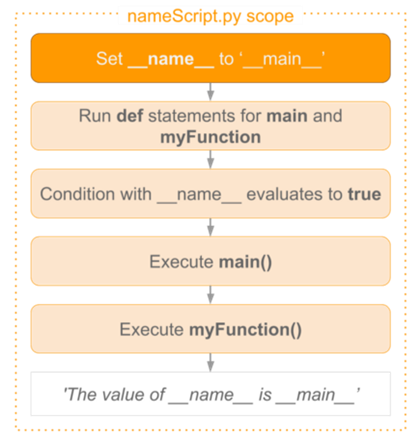 nameScript.py scope
Set __name__ to ‘__main__’
Run def statements for main and
myFunction
Condition with __name__ evaluates to true
Execute main()
Execute myFunction()
'The value of __name__ is __main__’